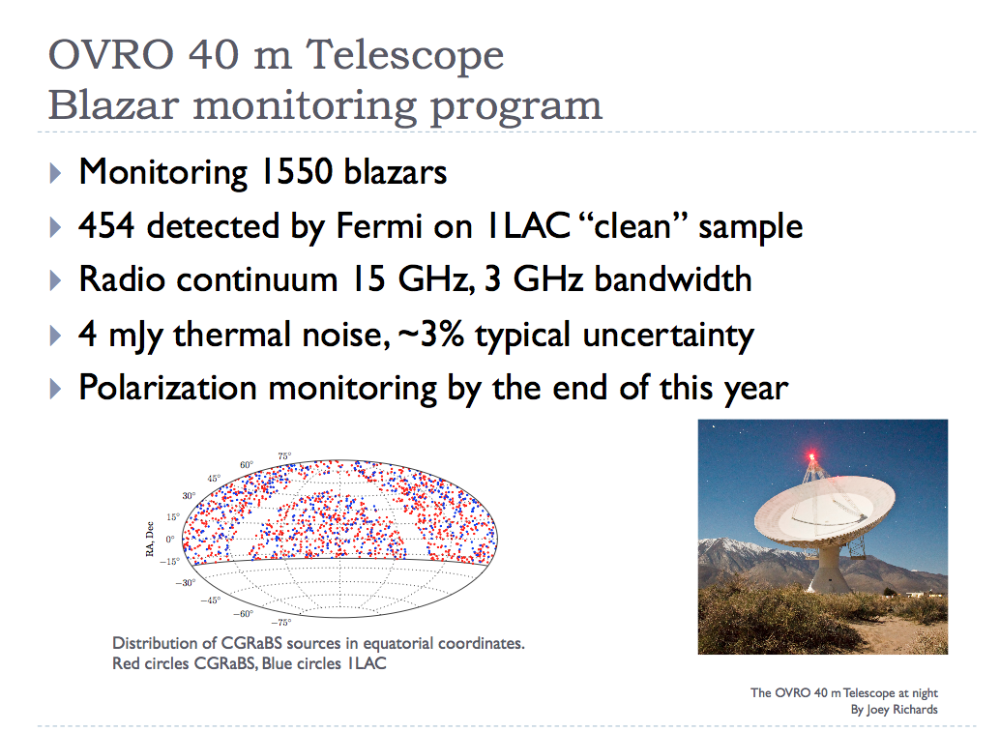 OVRO 40 m Telescope
Blazar monitoring program
Monitoring 1550 blazars
454 detected by Fermi on 1LAC “clean” sample
Radio continuum 15 GHz, 3 GHz bandwidth
4 mJy thermal noise, ~3% typical uncertainty
Polarization monitoring by the end of this year
75°
60°
45°
30°
15°
0°
−15°
−30°
−45°
−60°
−75°
RA, Dec
Distribution of CGRaBS sources in equatorial coordinates.
Red circles CGRaBS, Blue circles 1LAC
The OVRO 40 m Telescope at night
By Joey Richards